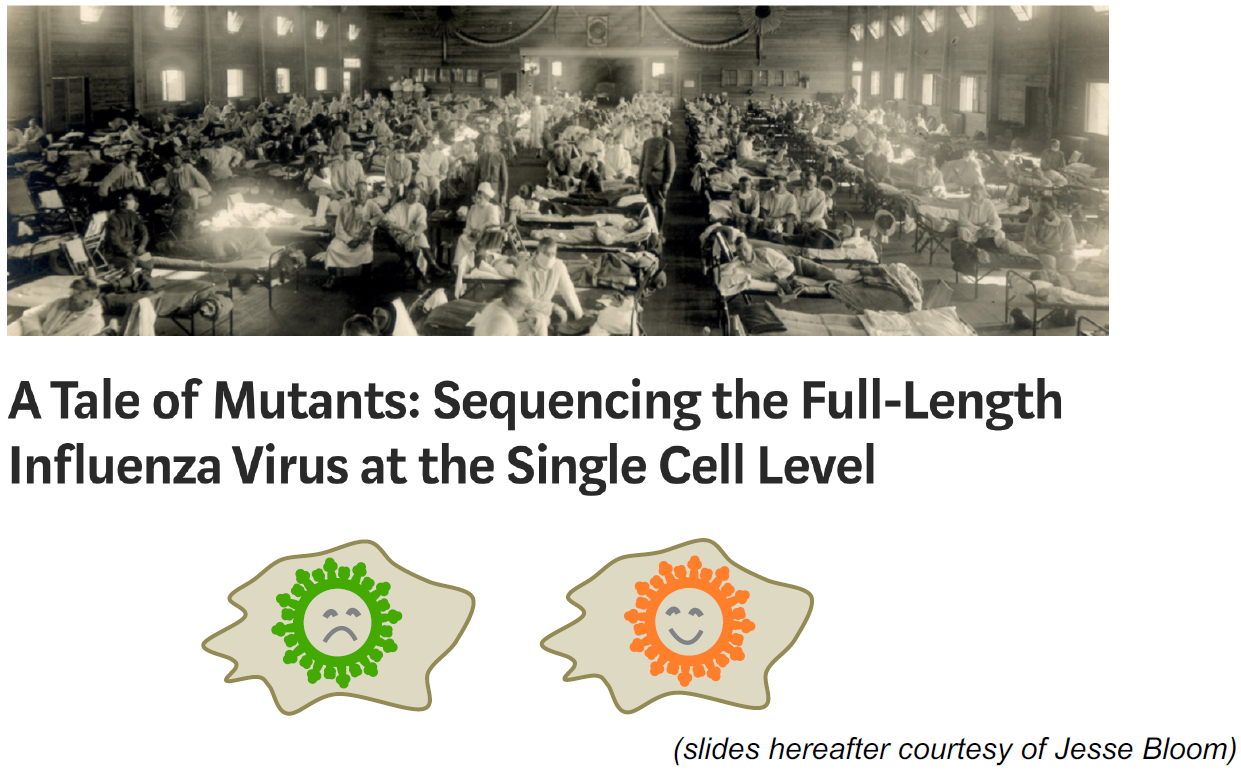 A Tale of Mutants: Sequencing the Full-Length
Influenza Virus at the Single Cell Level
(slides hereafter courtesy of Jesse Bloom)